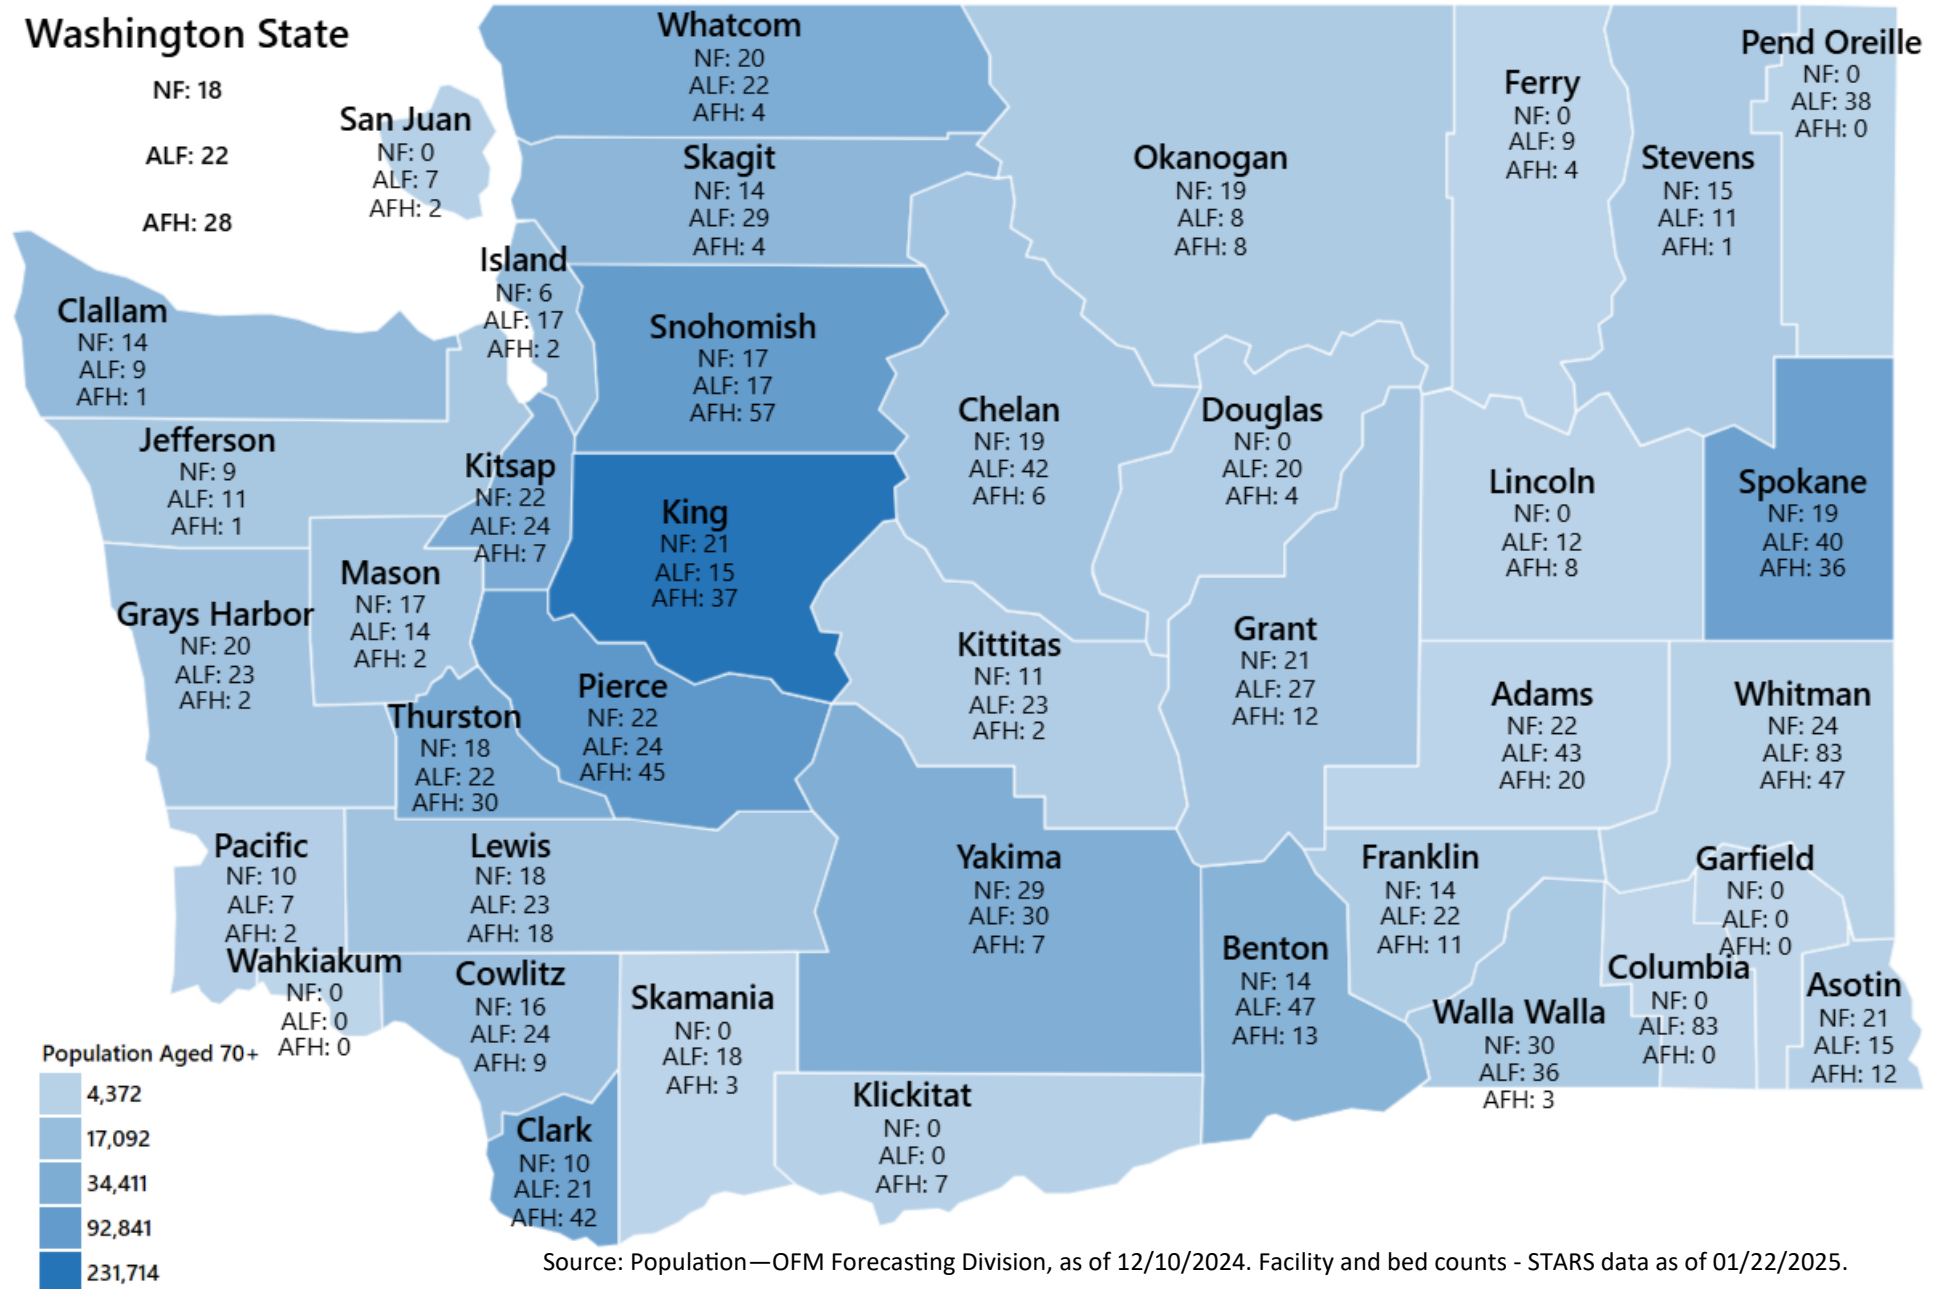 Washington State
NF: 18
ALF: 22
AFH: 28
San Juan
NF: 0
ALF: 7
AFH: 2
Whatcom
NF: 20
ALF: 22
AFH: 4
Skagit
NF: 14
ALF: 29
AFH: 4
Okanogan
NF: 19
ALF: 8
AFH: 8
Ferry
NF: 0
ALF: 9
AFH: 4
Stevens
NF: 15
ALF: 11
AFH: 1
Pend Oreille
NF: 0
ALF: 38
AFH: 0
Clallam
NF: 14
ALF: 9
AFH: 1
Island
NF: 6
ALF: 17
AFH: 2
Snohomish
NF: 17
ALF: 17
AFH: 57
Jefferson
NF: 9
ALF: 11
AFH: 1
Kitsap
NF: 22
ALF: 24
AFH: 7
King
NF: 21
ALF: 15
AFH: 37
Chelan
NF: 19
ALF: 42
AFH: 6
Douglas
NF: 0
ALF: 20
AFH: 4
Lincoln
NF: 0
ALF: 12
AFH: 8
Spokane
NF: 19
ALF: 40
AFH: 36
Grays Harbor
NF: 20
ALF: 23
AFH: 2
Mason
NF: 17
ALF: 14
AFH: 2
Thurston
NF: 18
ALF: 22
AFH: 30
Pierce
NF: 22
ALF: 24
AFH: 45
Kittitas
NF: 11
ALF: 23
AFH: 2
Grant
NF: 21
ALF: 27
AFH: 12
Adams
NF: 22
ALF: 43
AFH: 20
Whitman
NF: 24
ALF: 83
AFH: 47
Pacific
NF: 10
ALF: 7
AFH: 2
Lewis
NF: 18
ALF: 23
AFH: 18
Yakima
NF: 29
ALF: 30
AFH: 7
Benton
NF: 14
ALF: 47
AFH: 13
Franklin
NF: 14
ALF: 22
AFH: 11
Garfield
NF: 0
ALF: 0
AFH: 0
Wahkiakum
NF: 0
ALF: 0
AFH: 0
Cowlitz
NF: 16
ALF: 24
AFH: 9
Skamania
NF: 0
ALF: 18
AFH: 3
Walla Walla
NF: 30
ALF: 36
AFH: 3
Columbia
NF: 0
ALF: 83
AFH: 0
Asotin
NF: 21
ALF: 15
AFH: 12
Clark
NF: 10
ALF: 21
AFH: 42
Klickitat
NF: 0
ALF: 0
AFH: 7
Population Aged 70+
4,372
17,092
34,411
92,841
231,714
Source: Population—OFM Forecasting Division, as of 12/10/2024. Facility and bed counts - STARS data as of 01/22/2025.